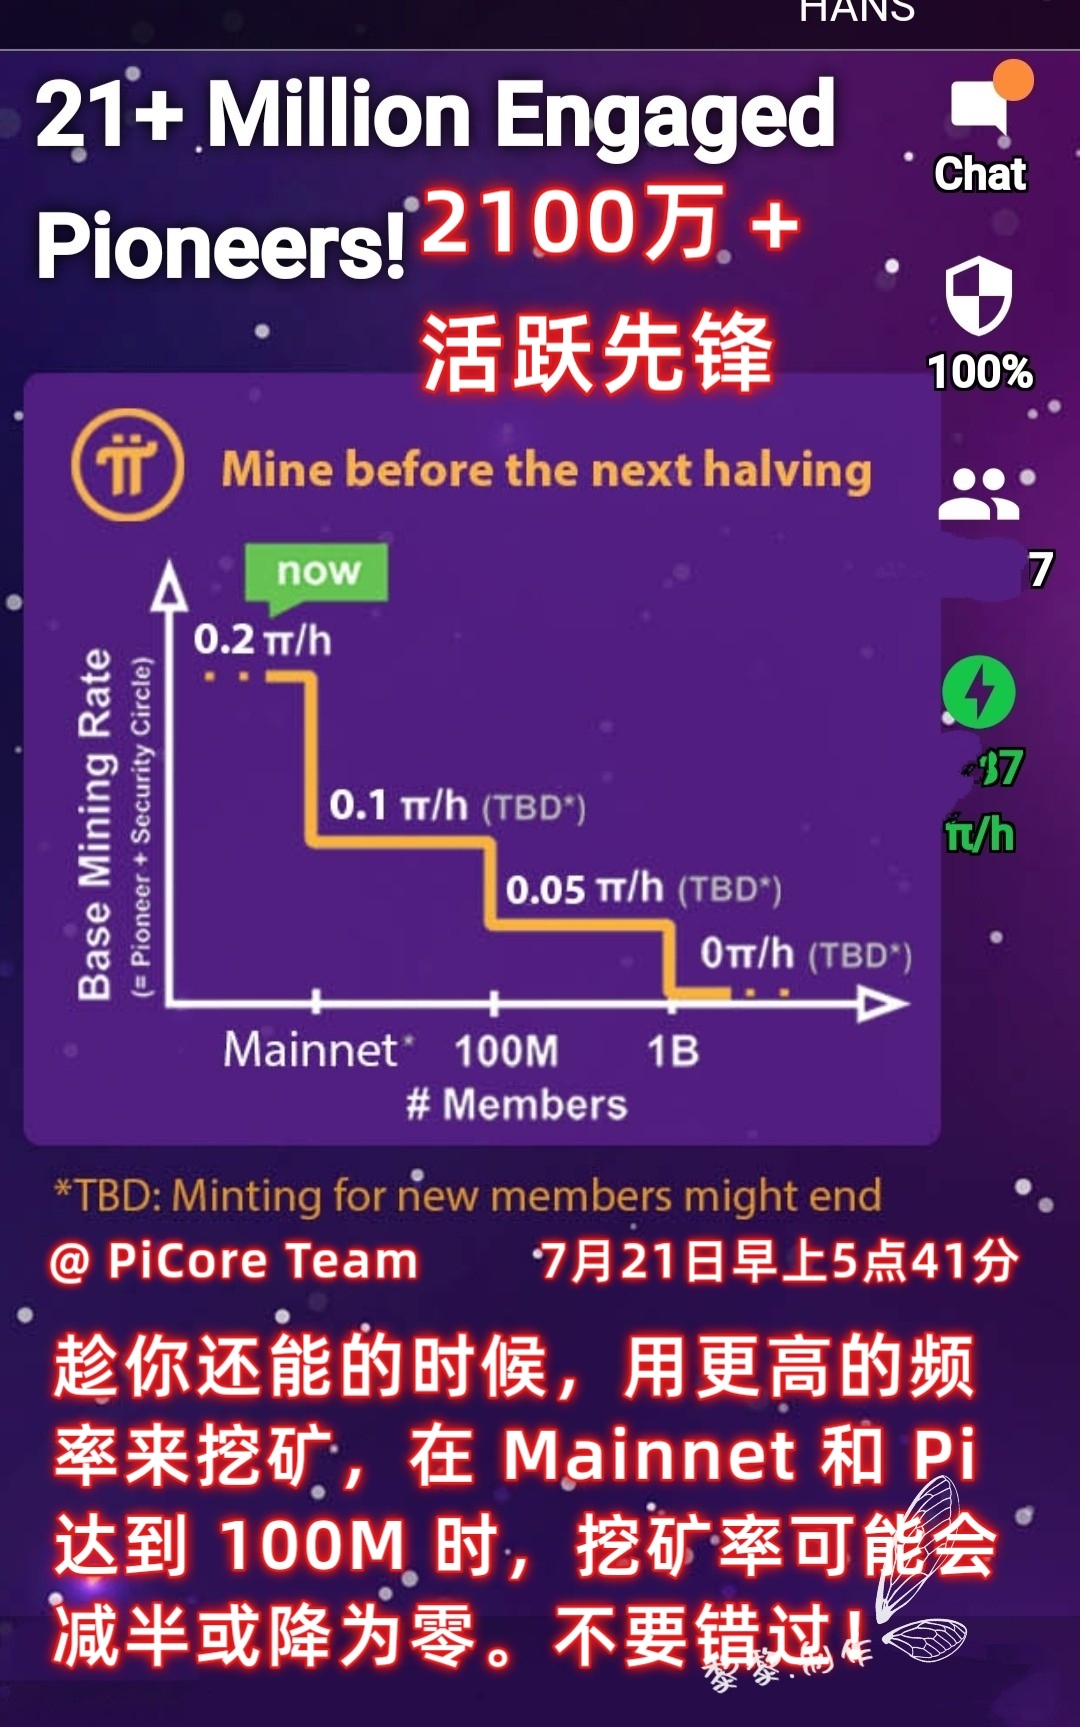 HANS
21+ Million Engaged
Pioneers!
2100万+
活跃先锋
Chat
100%
7
37
π/h
Mine before the next halving
now
0.2 π/h
0.1 π/h (TBD*)
0.05 π/h (TBD*)
0π/h (TBD*)
Base Mining Rate
(= Pioneer + Security Circle)
Mainnet* 100M 1B
# Members
*TBD: Minting for new members might end
@ PiCore Team 7月21日早上5点41分
趁你还能的时候，用更高的频
率来挖矿，在 Mainnet 和 Pi
达到 100M 时，挖矿率可能会
减半或降为零。不要错过！
黎黎.制作